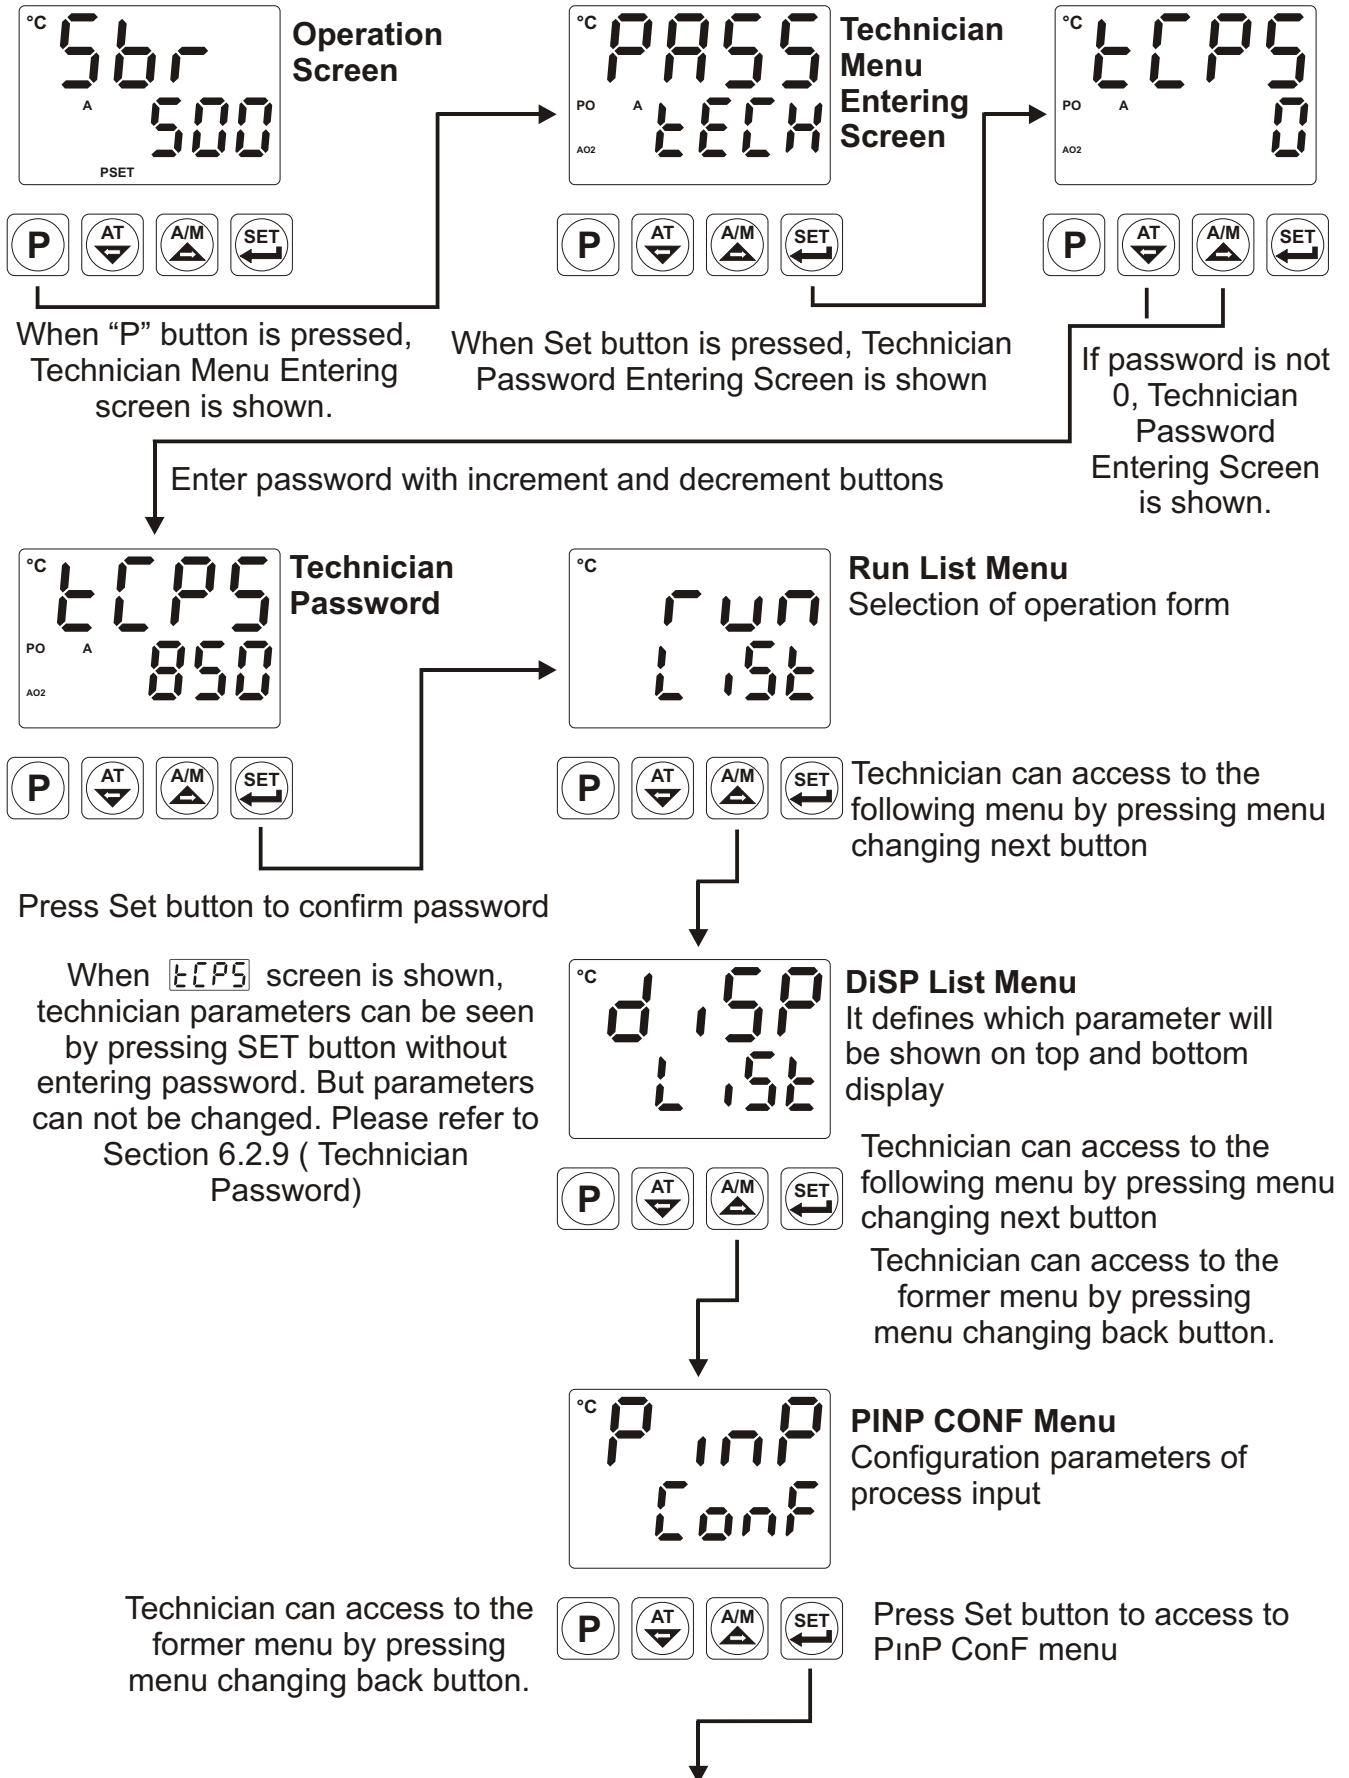 °C Sbr
A 500
PSET
Operation
Screen
°C PASS
PO A tECH
AO2
Technician
Menu
Entering
Screen
°C tCPS
PO A 0
AO2
P AT A/M SET
P AT A/M SET
P AT A/M SET
When “P” button is pressed,
Technician Menu Entering
screen is shown.
When Set button is pressed, Technician
Password Entering Screen is shown
If password is not
0, Technician
Password
Entering Screen
is shown.
Enter password with increment and decrement buttons
°C tCPS
PO A 850
AO2
Technician
Password
°C run
LiSt
Run List Menu
Selection of operation form
P AT A/M SET
P AT A/M SET
Technician can access to the
following menu by pressing menu
changing next button
Press Set button to confirm password
When tCPS screen is shown,
technician parameters can be seen
by pressing SET button without
entering password. But parameters
can not be changed. Please refer to
Section 6.2.9 ( Technician
Password)
°C diSP
LiSt
DiSP List Menu
It defines which parameter will
be shown on top and bottom
display
P AT A/M SET
Technician can access to the
following menu by pressing menu
changing next button
Technician can access to the
former menu by pressing
menu changing back button.
°C PınP
ConF
PINP CONF Menu
Configuration parameters of
process input
Technician can access to the
former menu by pressing
menu changing back button.
P AT A/M SET
Press Set button to access to
PınP ConF menu